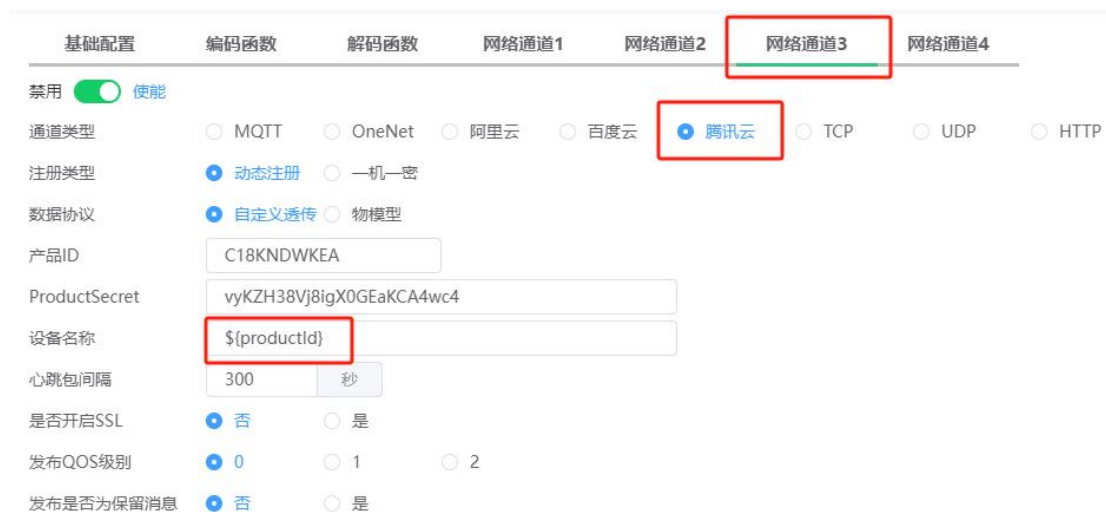 基础配置 编码函数 解码函数 网络通道1 网络通道2 网络通道3 网络通道4
禁用 使能
通道类型 MQTT OneNet 阿里云 百度云 腾讯云 TCP UDP HTTP
注册类型 动态注册 一机一密
数据协议 自定义透传 物模型
产品ID C18KNDWKEA
ProductSecret vyKZH38Vj8igX0GEaKCA4wc4
设备名称 ${productId}
心跳包间隔 300 秒
是否开启SSL 否 是
发布QOS级别 0 1 2
发布是否为保留消息 否 是